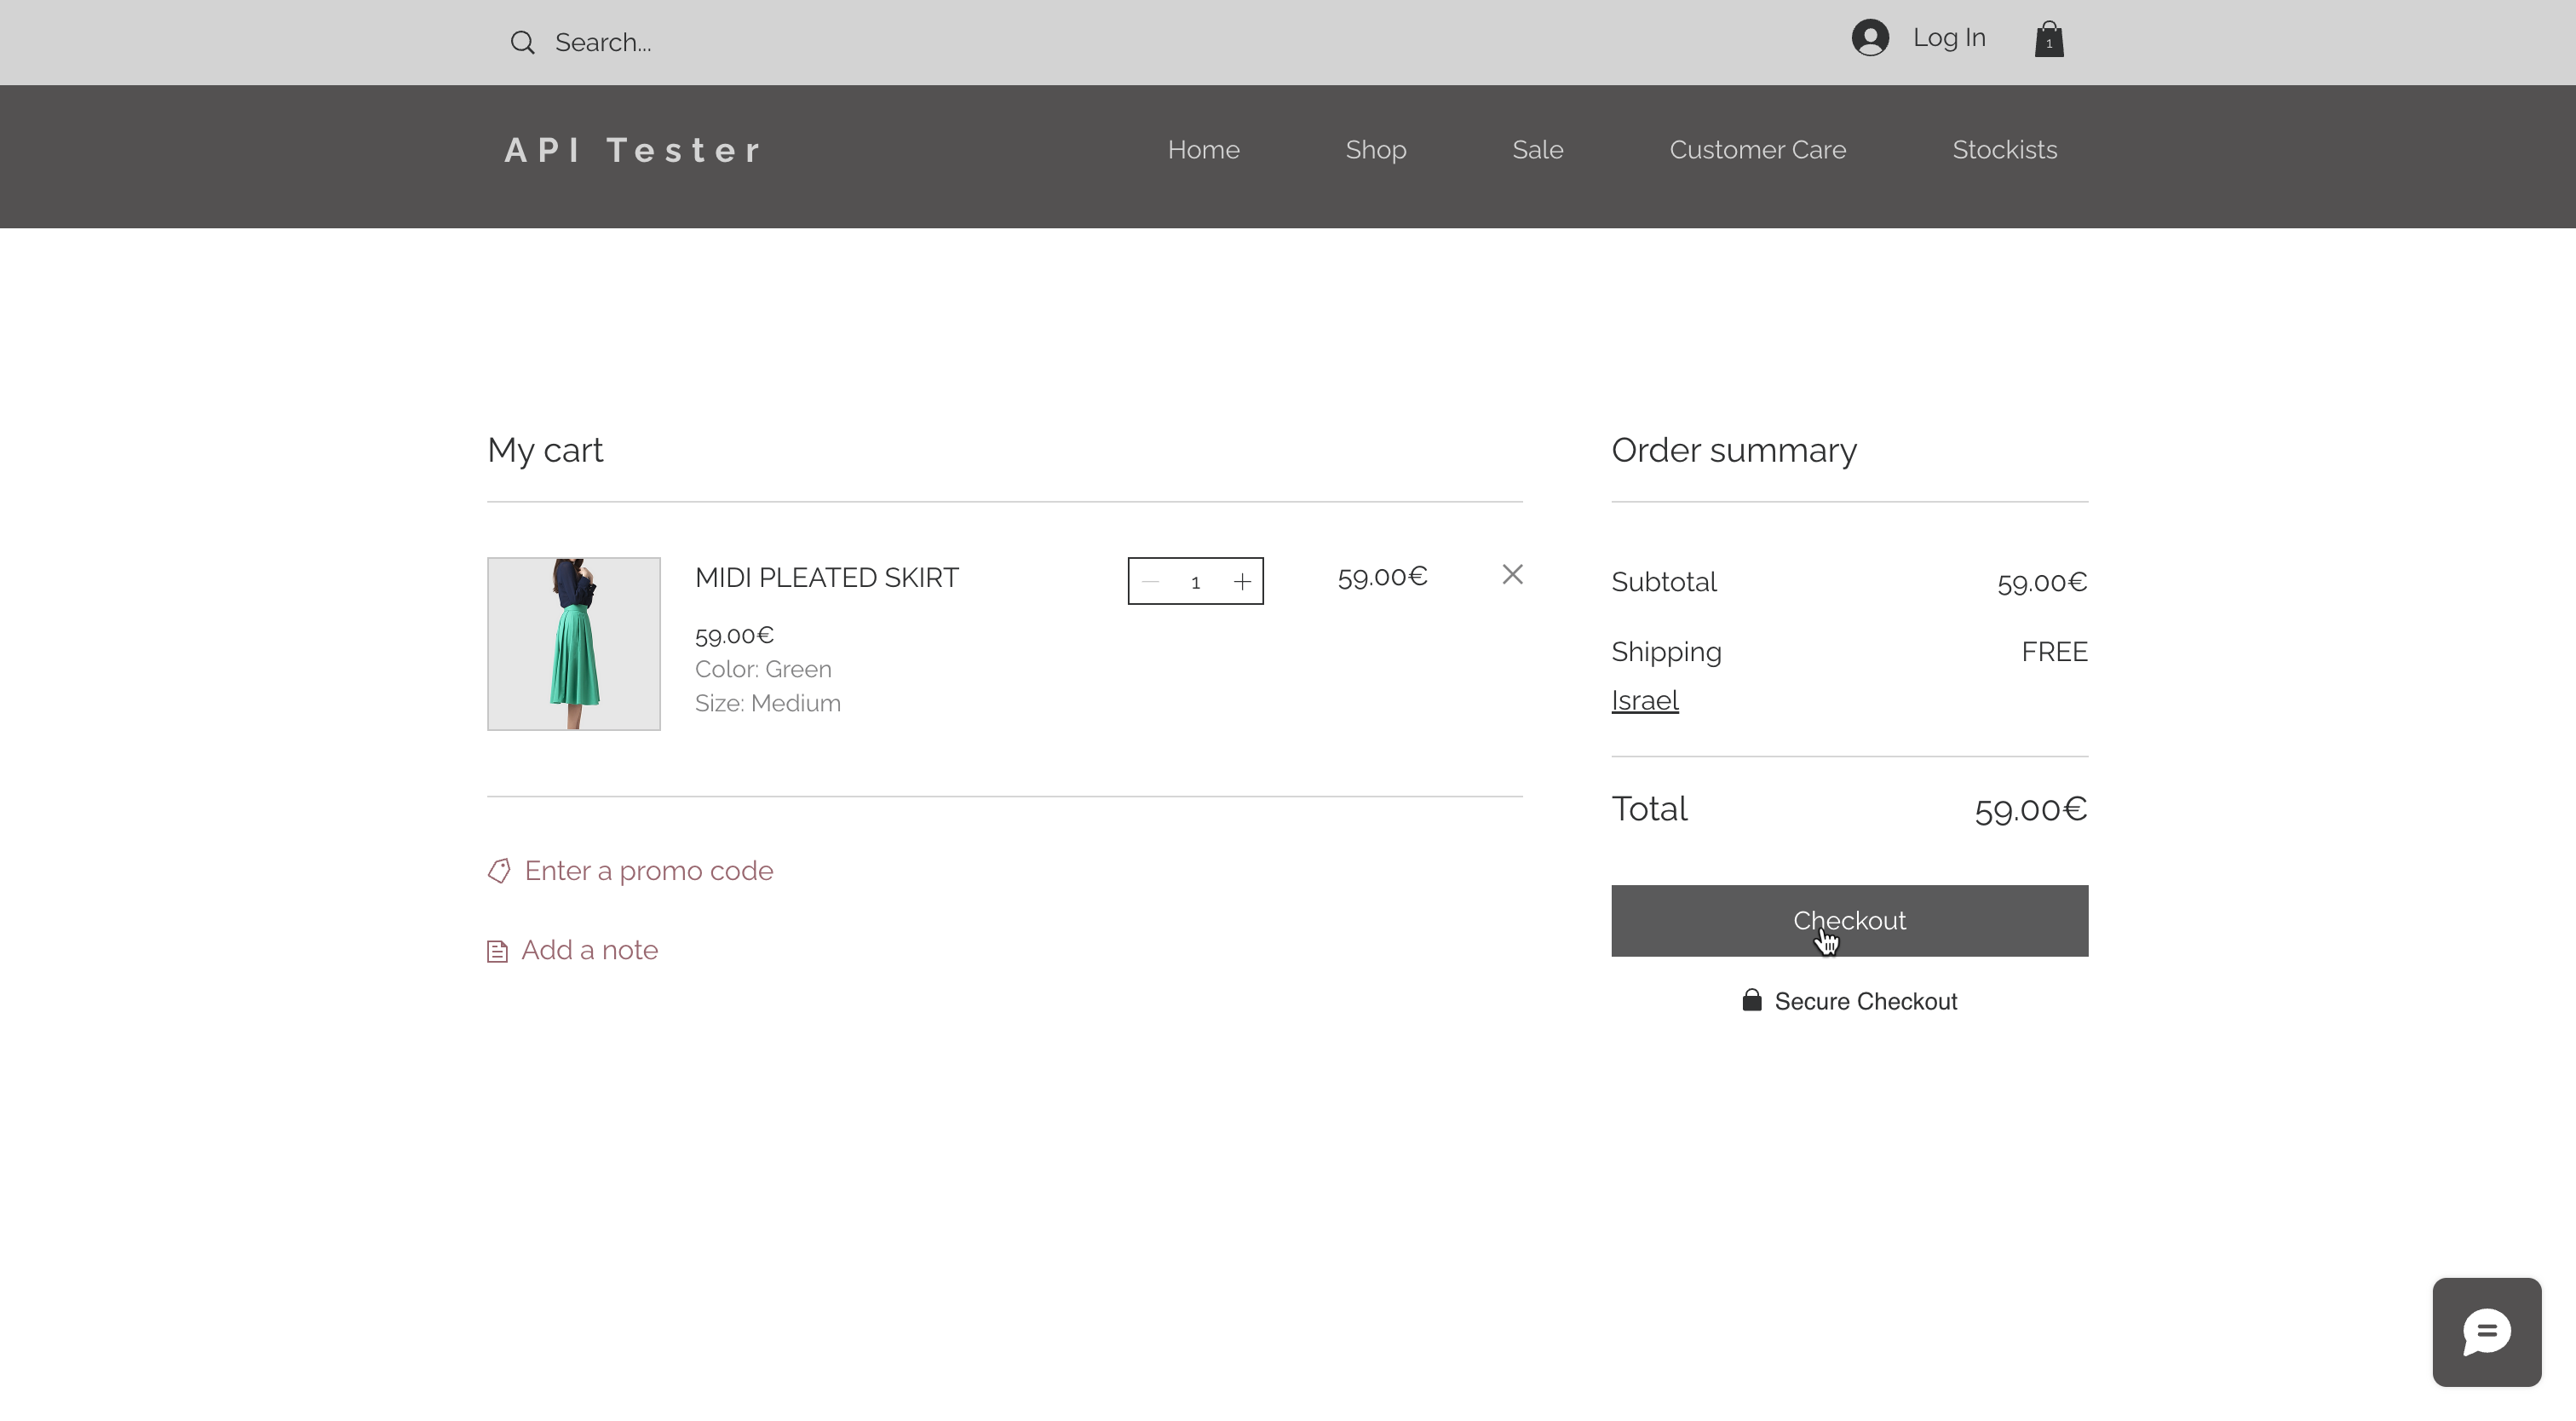 Search...
Log In
1
API Tester
Home
Shop
Sale
Customer Care
Stockists
My cart
MIDI PLEATED SKIRT
59.00€
Color: Green
Size: Medium
1
59.00€
Enter a promo code
Add a note
Order summary
Subtotal 59.00€
Shipping FREE
Israel
Total 59.00€
Checkout
Secure Checkout